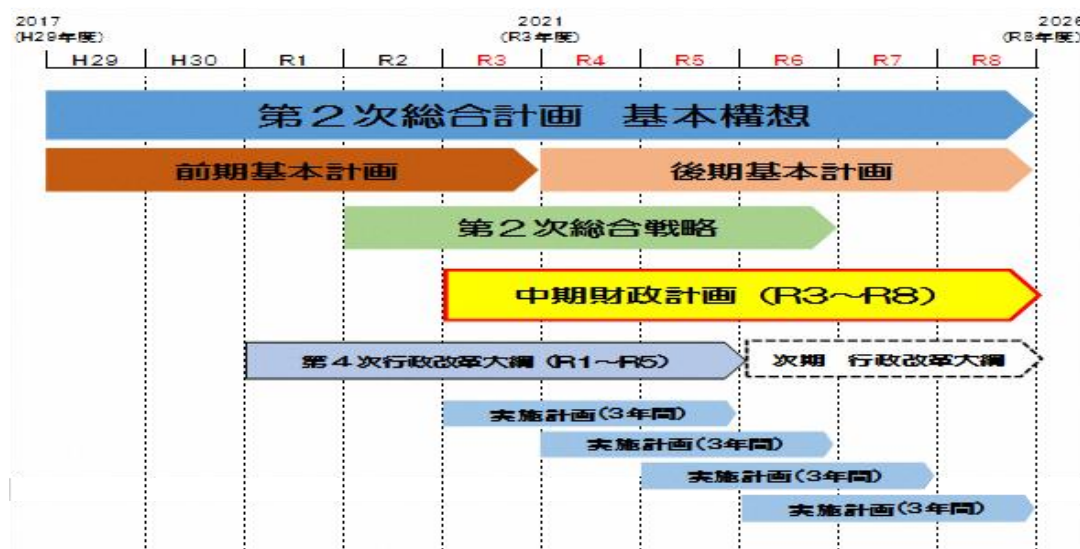 2017 2021 2026
(H29年度) (R3年度) (R8年度)
H29 H30 R1 R2 R3 R4 R5 R6 R7 R8
第２次総合計画　基本構想
前期基本計画 後期基本計画
第２次総合戦略
中期財政計画（R3～R8）
第４次行政改革大綱（R1～R5） 次期　行政改革大綱
実施計画(３年間)
実施計画(３年間)
実施計画(３年間)
実施計画(３年間)